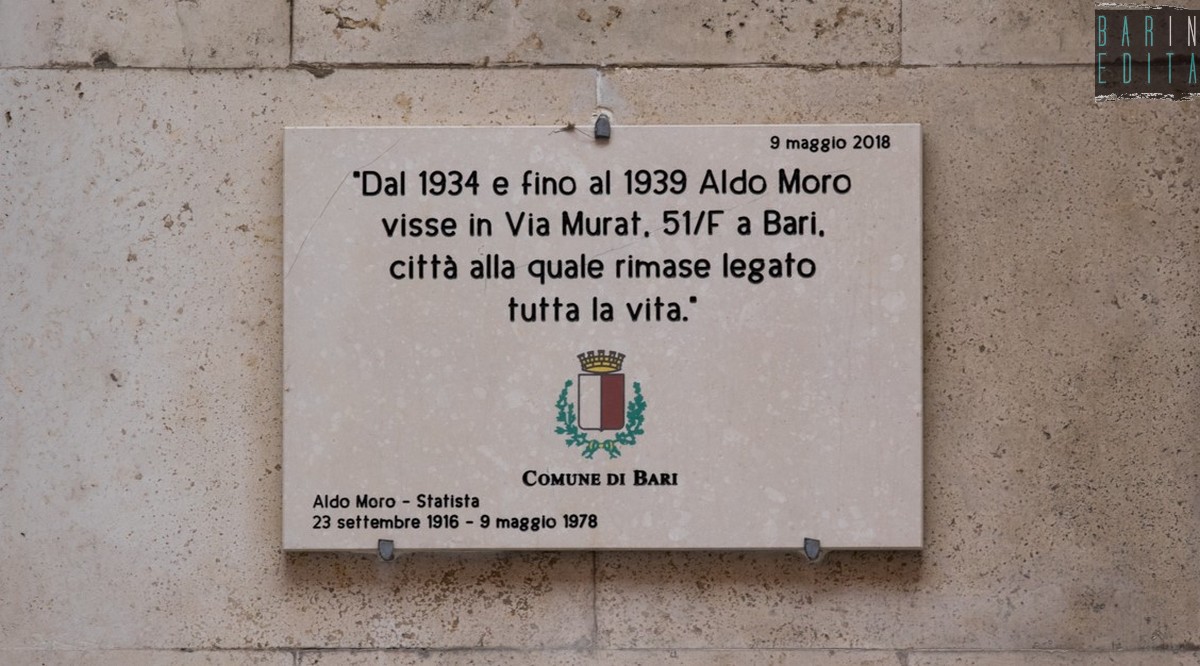 BARIN
EDITA
9 maggio 2018
"Dal 1934 e fino al 1939 Aldo Moro
visse in Via Murat, 51/F a Bari,
città alla quale rimase legato
tutta la vita."
COMUNE DI BARI
Aldo Moro - Statista
23 settembre 1916 - 9 maggio 1978